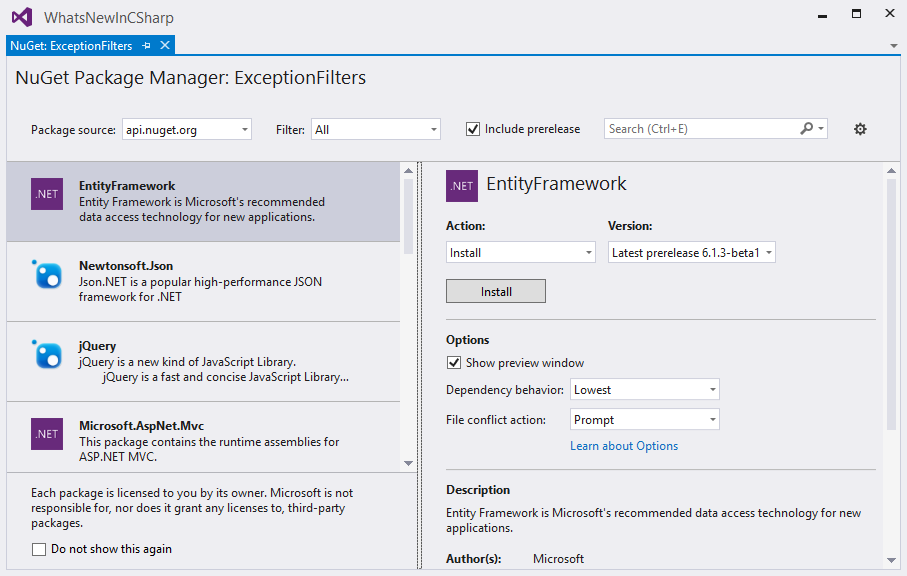 WhatsNewInCSharp
NuGet: ExceptionFilters
NuGet Package Manager: ExceptionFilters
Package source: api.nuget.org Filter: All Include prerelease Search (Ctrl+E)
.NET
EntityFramework
Entity Framework is Microsoft's recommended
data access technology for new applications.
Newtonsoft.Json
Json.NET is a popular high-performance JSON
framework for .NET
jQuery
jQuery is a new kind of JavaScript Library.
jQuery is a fast and concise JavaScript Library...
.NET
Microsoft.AspNet.Mvc
This package contains the runtime assemblies for
ASP.NET MVC.
Each package is licensed to you by its owner. Microsoft is not
responsible for, nor does it grant any licenses to, third-party
packages.
Do not show this again
.NET
EntityFramework
Action: Version:
Install Latest prerelease 6.1.3-beta1
Install
Options
Show preview window
Dependency behavior: Lowest
File conflict action: Prompt
Learn about Options
Description
Entity Framework is Microsoft's recommended data access technology for new
applications.
Author(s): Microsoft